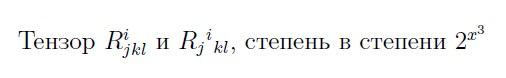 Тензор $R^i_{jkl}$ и $R_j{}^i{}_{kl}$, степень в степени $2^{x^3}$